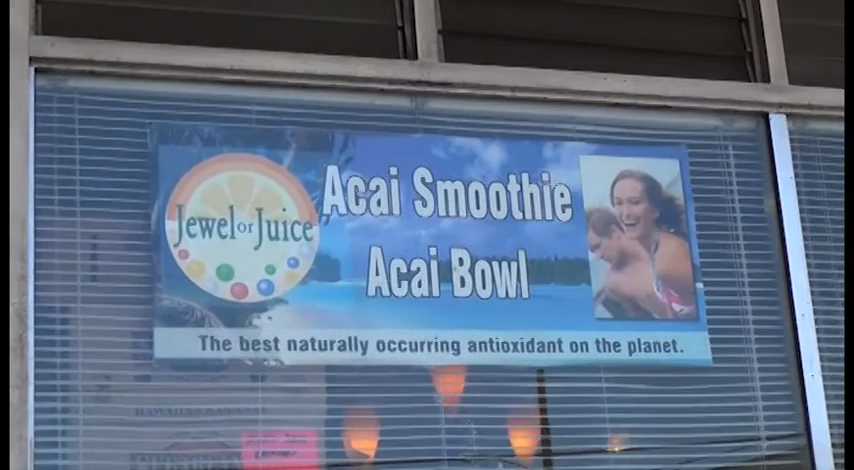 Jewel or Juice
Acai Smoothie
Acai Bowl
The best naturally occurring antioxidant on the planet.